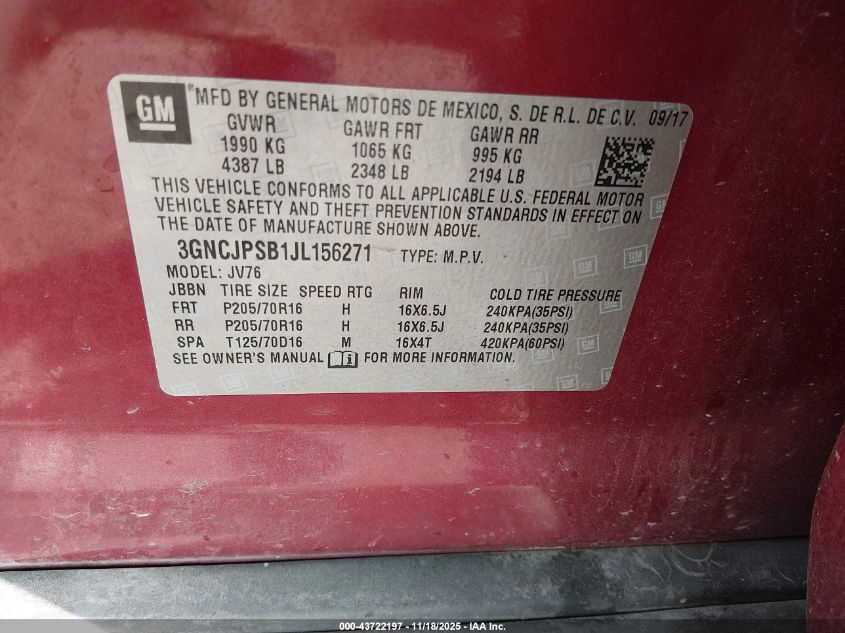 GM ®MFD BY GENERAL MOTORS DE MEXICO, S. DE R.L. DE C.V. 09/17
GVWR GAWR FRT GAWR RR
1990 KG 1065 KG 995 KG
4387 LB 2348 LB 2194 LB
THIS VEHICLE CONFORMS TO ALL APPLICABLE U.S. FEDERAL MOTOR
VEHICLE SAFETY AND THEFT PREVENTION STANDARDS IN EFFECT ON
THE DATE OF MANUFACTURE SHOWN ABOVE.
3GNCJPSB1JL156271 TYPE: M.P.V.
MODEL: JV76
JBBN TIRE SIZE SPEED RTG RIM COLD TIRE PRESSURE
FRT P205/70R16 H 16X6.5J 240KPA(35PSI)
RR P205/70R16 H 16X6.5J 240KPA(35PSI)
SPA T125/70D16 M 16X4T 420KPA(60PSI)
SEE OWNER'S MANUAL FOR MORE INFORMATION.
000-43722197 - 11/18/2025 - IAA Inc.